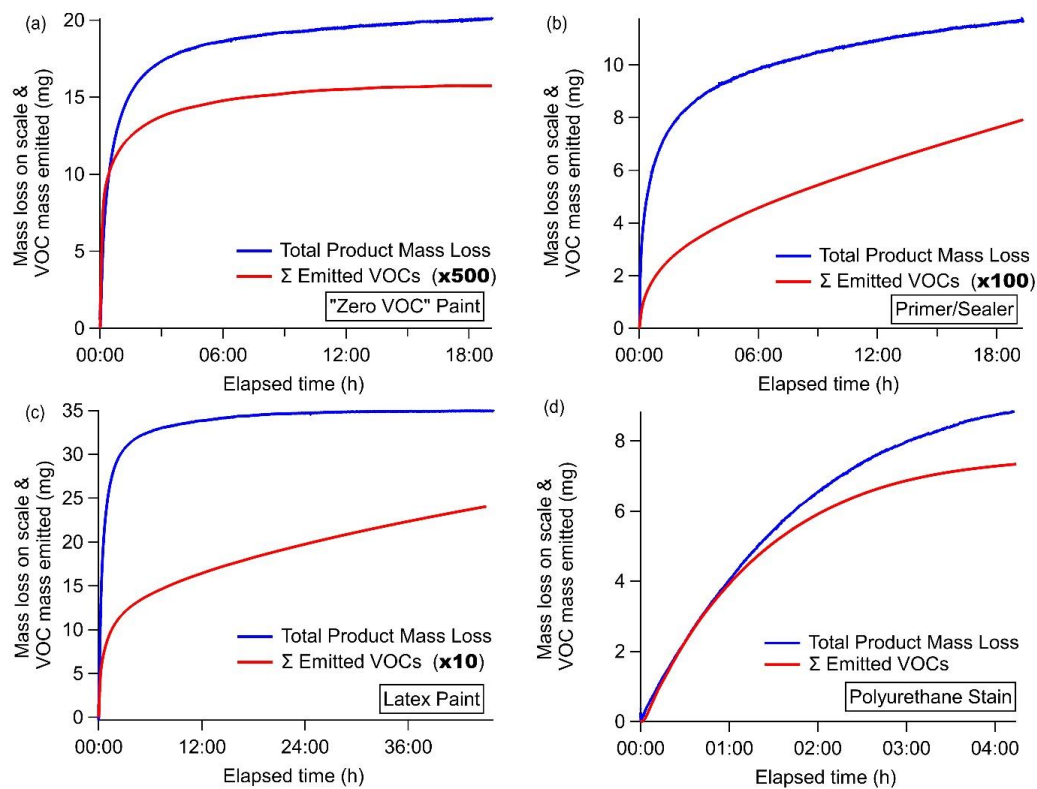 (a)
Mass loss on scale &
VOC mass emitted (mg)
20
15
10
5
0
Total Product Mass Loss
Σ Emitted VOCs (x500)
"Zero VOC" Paint
00:00 06:00 12:00 18:00
Elapsed time (h)
(b)
Mass loss on scale &
VOC mass emitted (mg)
10
8
6
4
2
0
Total Product Mass Loss
Σ Emitted VOCs (x100)
Primer/Sealer
00:00 06:00 12:00 18:00
Elapsed time (h)
(c)
Mass loss on scale &
VOC mass emitted (mg)
35
30
25
20
15
10
5
0
Total Product Mass Loss
Σ Emitted VOCs (x10)
Latex Paint
00:00 12:00 24:00 36:00
Elapsed time (h)
(d)
Mass loss on scale &
VOC mass emitted (mg)
8
6
4
2
0
Total Product Mass Loss
Σ Emitted VOCs
Polyurethane Stain
00:00 01:00 02:00 03:00 04:00
Elapsed time (h)